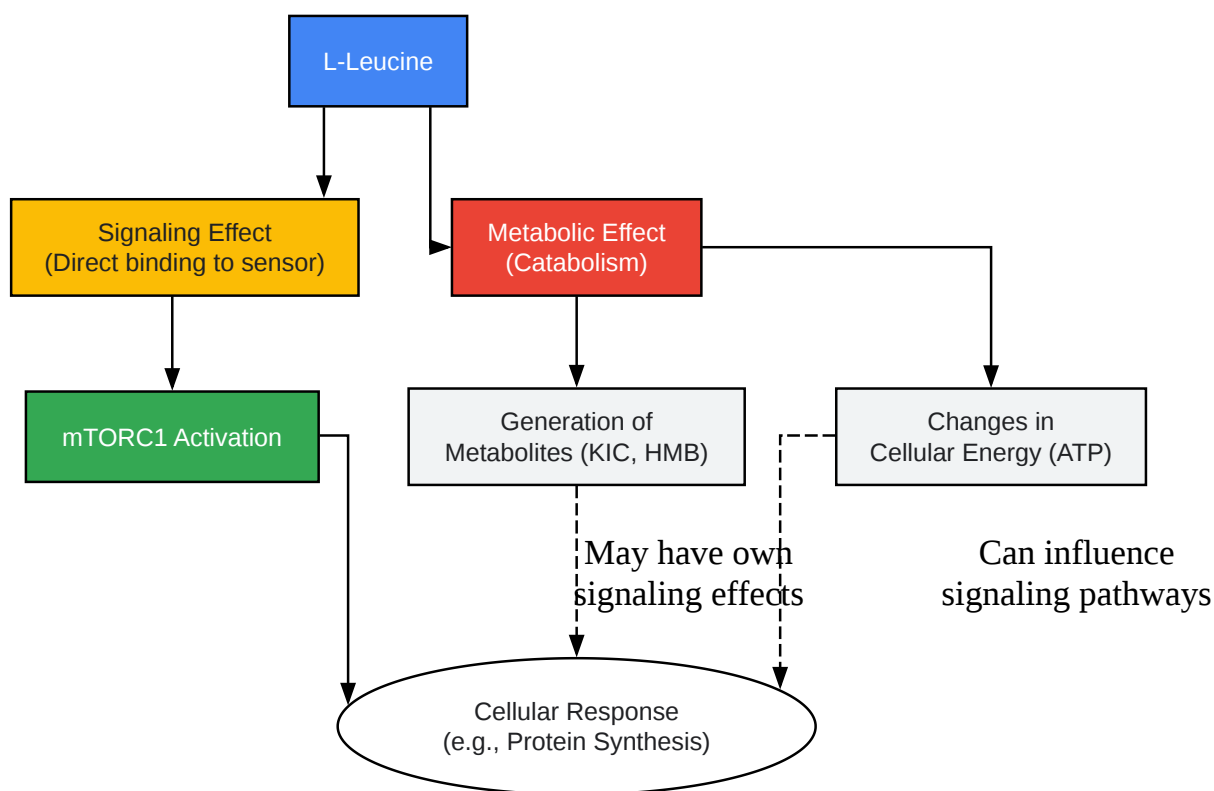 L-Leucine
Signaling Effect
(Direct binding to sensor)
Metabolic Effect
(Catabolism)
mTORC1 Activation
Generation of
Metabolites (KIC, HMB)
Changes in
Cellular Energy (ATP)
May have own
signaling effects
Can influence
signaling pathways
Cellular Response
(e.g., Protein Synthesis)